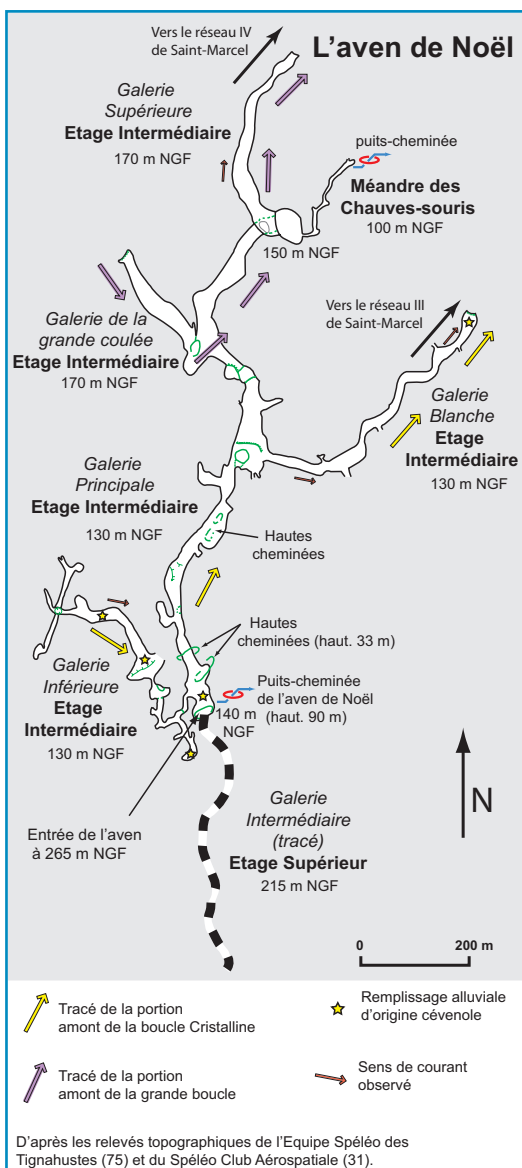 L'aven de Noël
Vers le réseau IV
de Saint-Marcel
Galerie
Supérieure
Etage Intermédiaire
170 m NGF
puits-cheminée
Méandre des
Chauves-souris
100 m NGF
150 m NGF
Vers le réseau III
de Saint-Marcel
Galerie de la
grande coulée
Etage Intermédiaire
170 m NGF
Galerie
Blanche
Etage
Intermédiaire
130 m NGF
Galerie
Principale
Etage Intermédiaire
130 m NGF
Hautes
cheminées
Hautes
cheminées (haut. 33 m)
Galerie
Inférieure
Etage
Intermédiaire
130 m NGF
Puits-cheminée
de l'aven de Noël
(haut. 90 m)
140 m
NGF
Entrée de l'aven
à 265 m NGF
Galerie
Intermédiaire
(tracé)
Etage Supérieur
215 m NGF
N
0 200 m
Tracé de la portion
amont de la boucle Cristalline
Remplissage alluviale
d'origine cévenole
Tracé de la portion
amont de la grande boucle
Sens de courant
observé
D'après les relevés topographiques de l'Equipe Spéléo des
Tignahustes (75) et du Spéléo Club Aérospatiale (31).